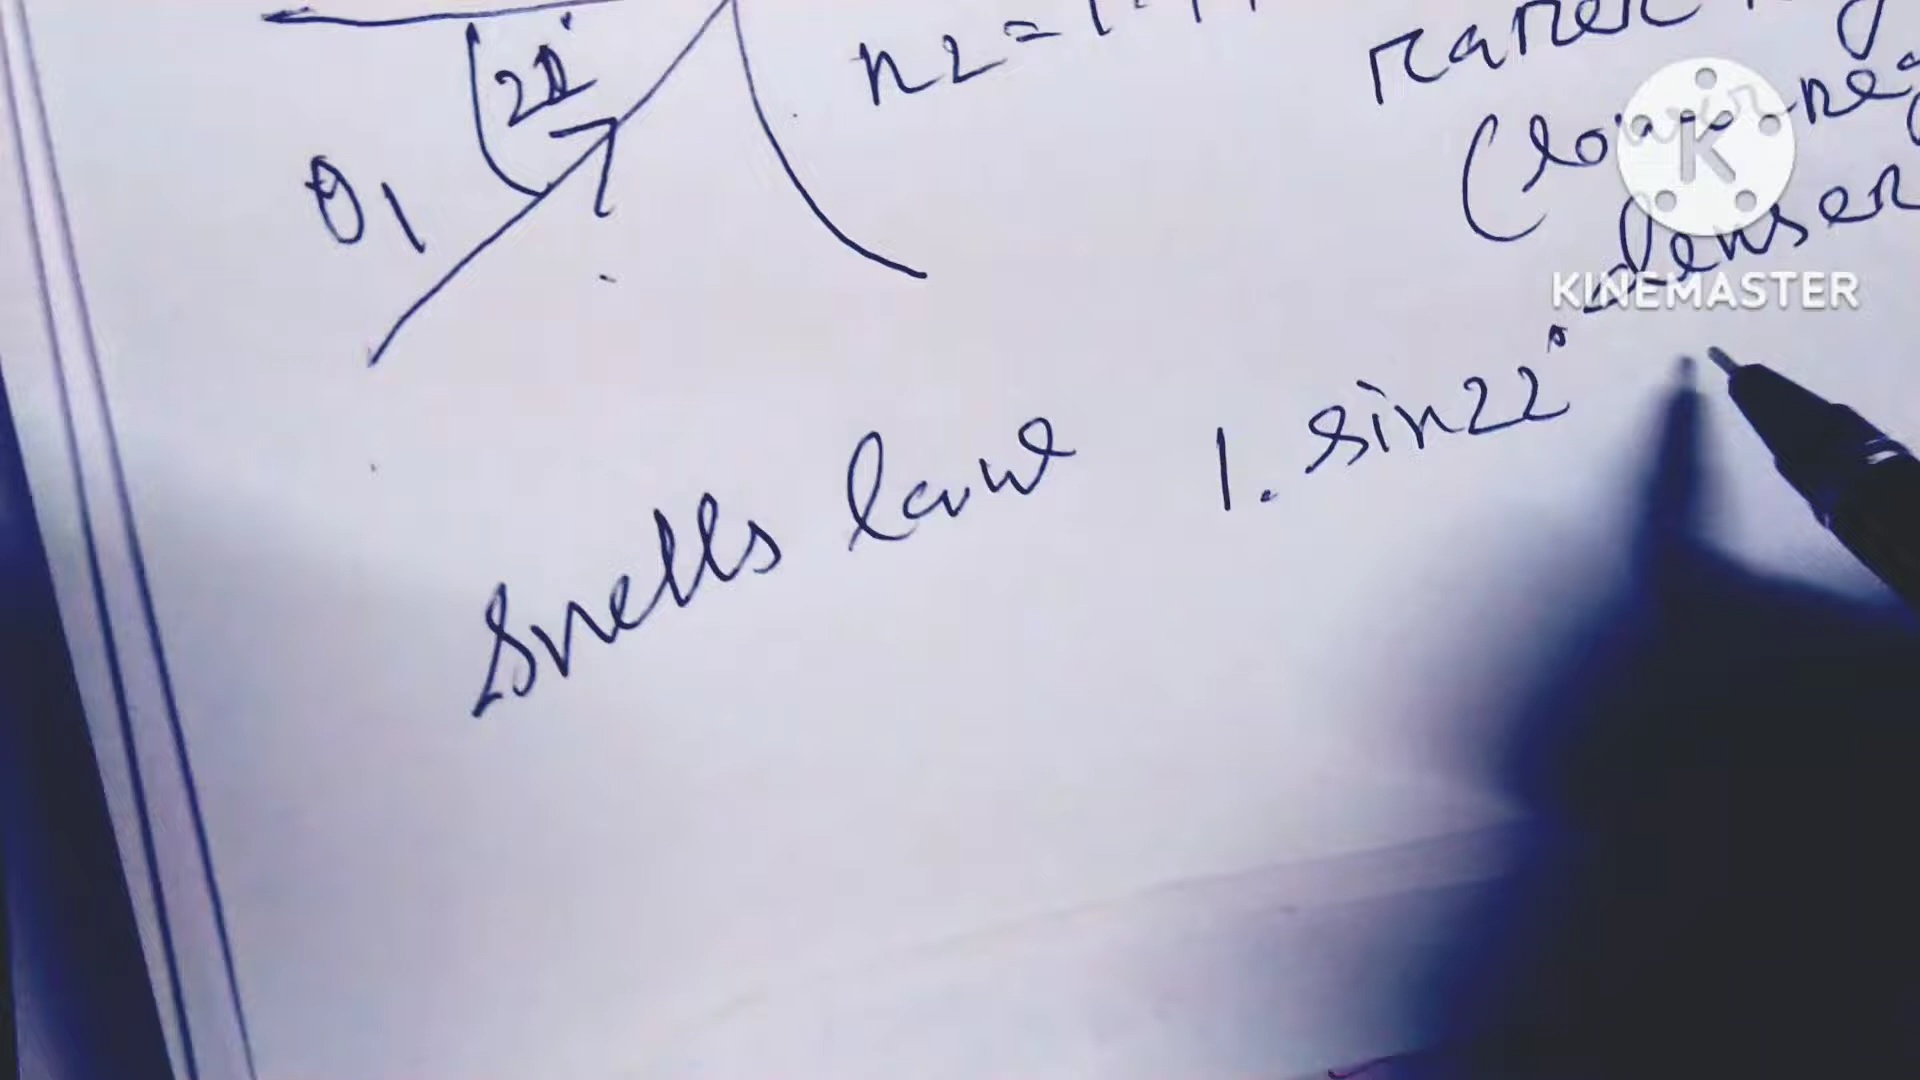 22°
n2 =
rarer
θ1
denser
KINEMASTER
snells law 1. sin22°